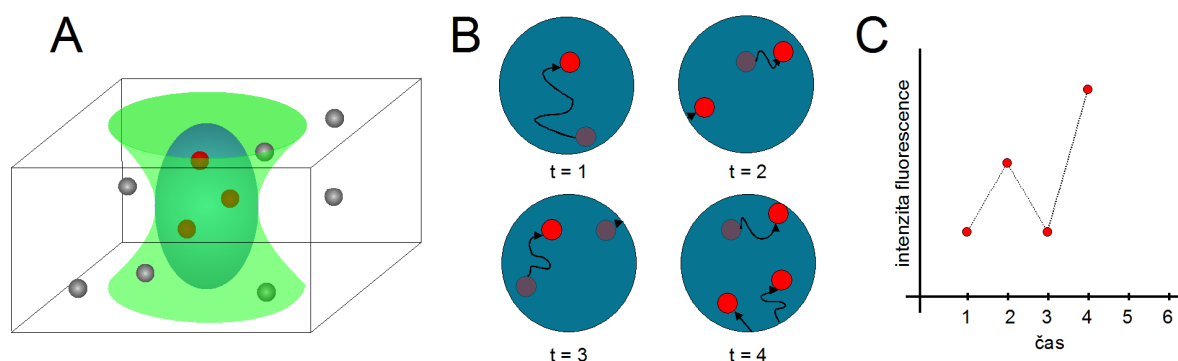 A
B
C
t = 1
t = 2
t = 3
t = 4
intenzita fluorescence
1 2 3 4 5 6
čas